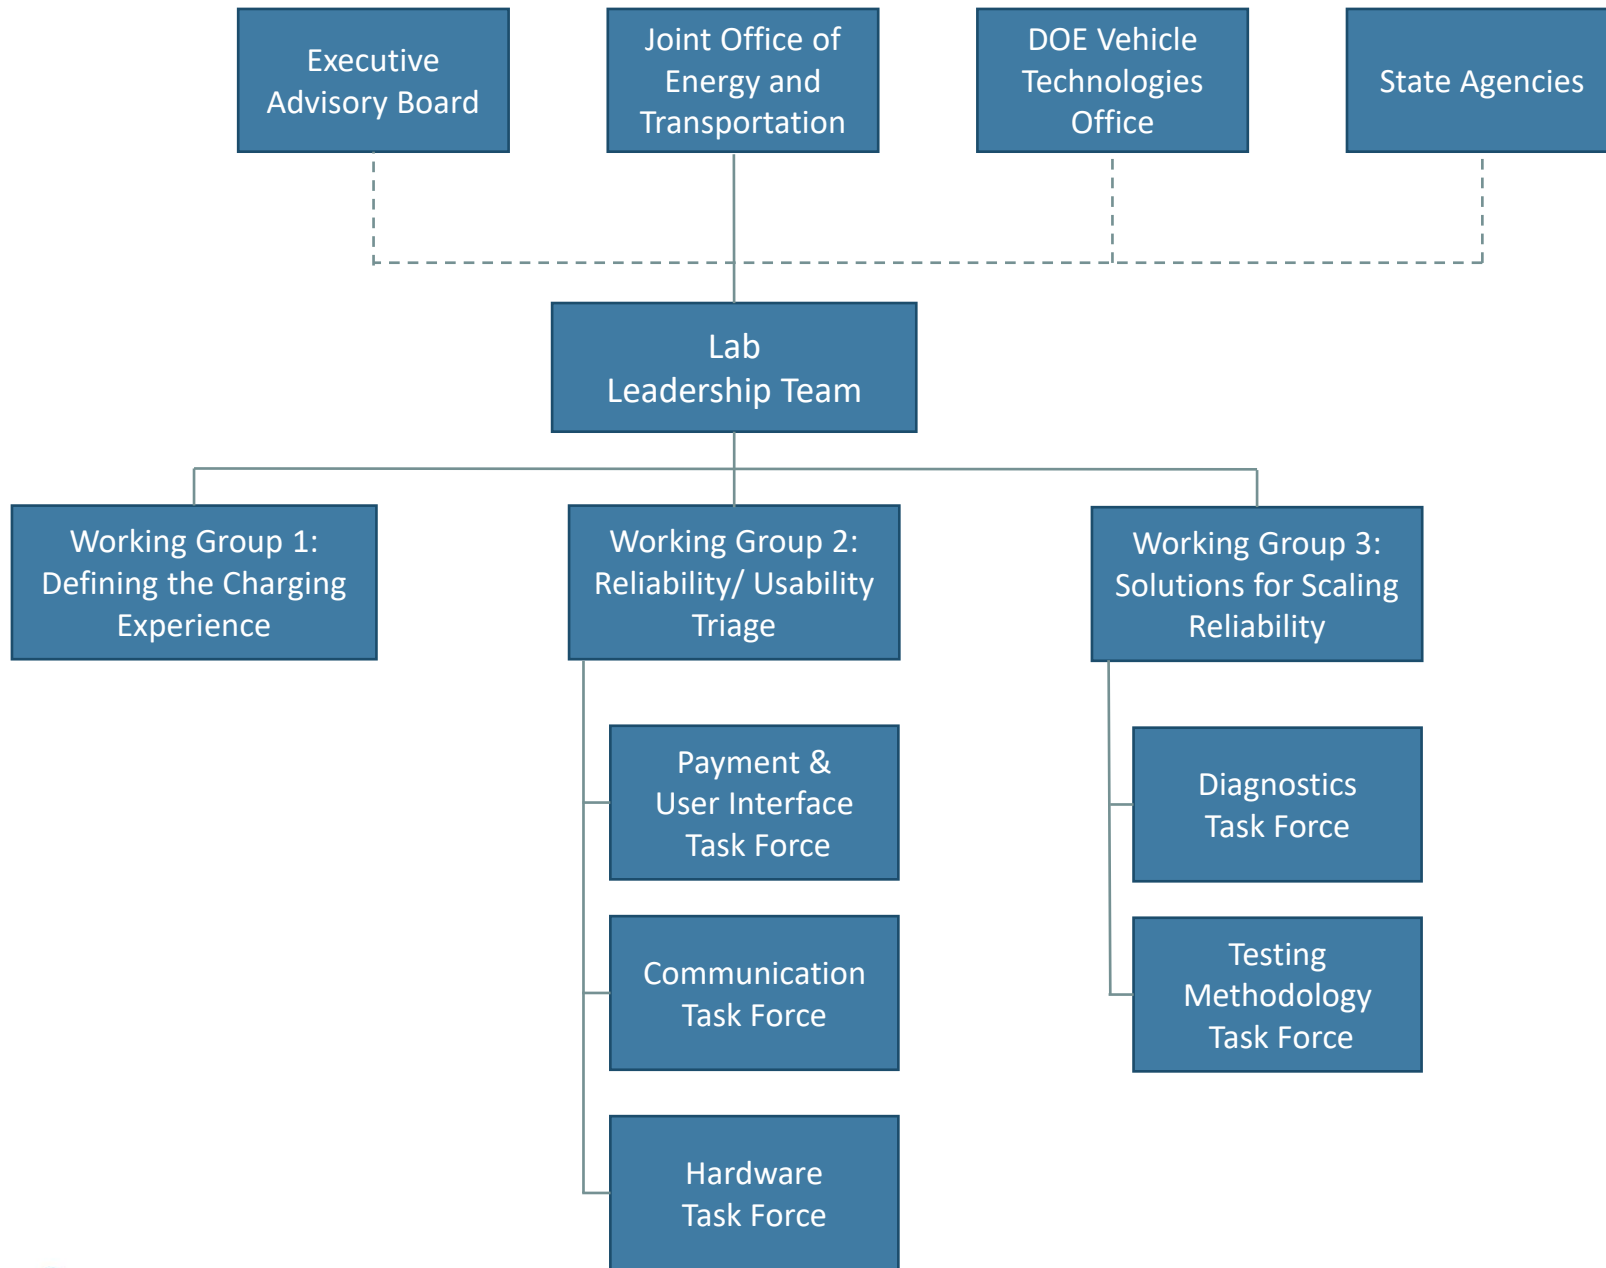 Executive
Advisory Board
Joint Office of
Energy and
Transportation
DOE Vehicle
Technologies
Office
State Agencies
Lab
Leadership Team
Working Group 1:
Defining the Charging
Experience
Working Group 2:
Reliability/ Usability
Triage
Working Group 3:
Solutions for Scaling
Reliability
Payment &
User Interface
Task Force
Communication
Task Force
Hardware
Task Force
Diagnostics
Task Force
Testing
Methodology
Task Force